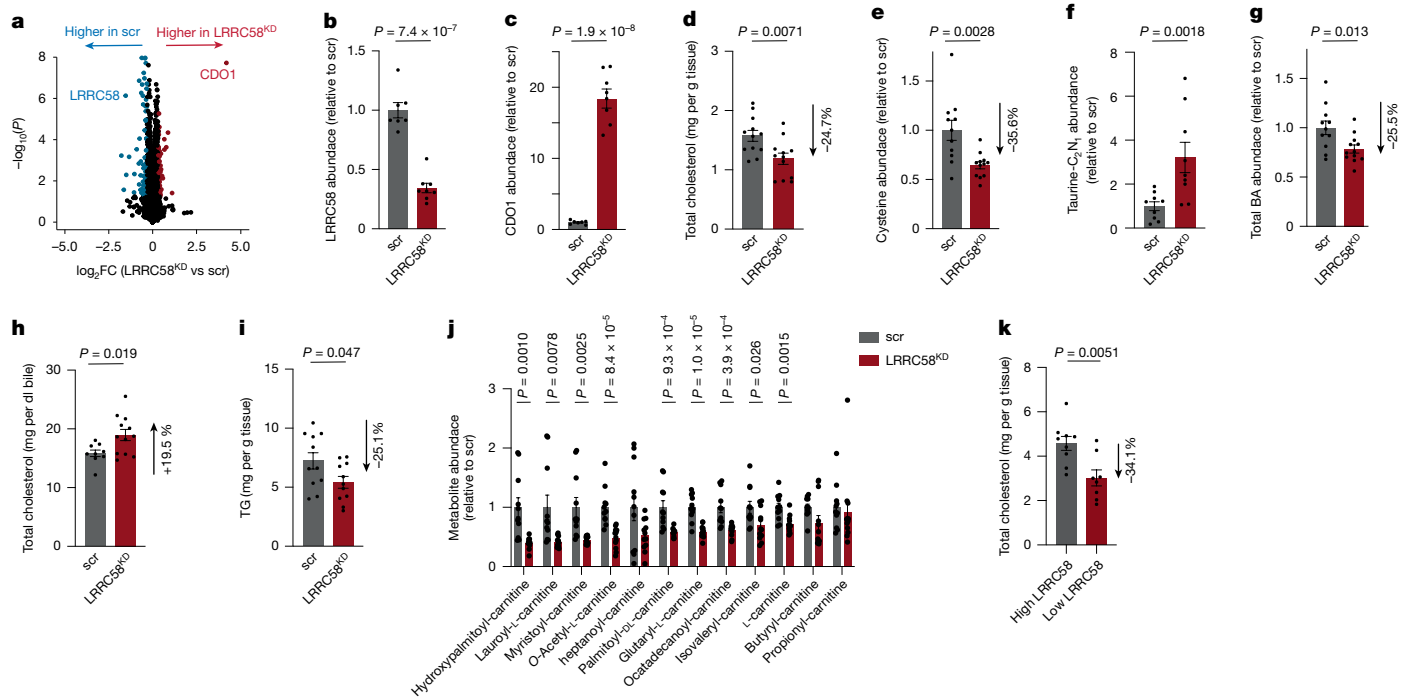 a
Higher in scr
Higher in LRRC58KD
CDO1
LRRC58
–log10(P)
8
6
4
2
0
–5.0
–2.5
0
2.5
5.0
log2FC (LRRC58KD vs scr)
b
P = 7.4 × 10–7
LRRC58 abundance (relative to scr)
1.5
1.0
0.5
0
scr
LRRC58KD
c
P = 1.9 × 10–8
CDO1 abundance (relative to scr)
20
10
0
scr
LRRC58KD
d
P = 0.0071
Total cholesterol (mg per g tissue)
3
2
1
0
–24.7%
scr
LRRC58KD
e
P = 0.0028
Cysteine abundace (relative to scr)
1.5
1.0
0.5
0
–35.6%
scr
LRRC58KD
f
P = 0.0018
Taurine-C2N1 abundance
(relative to scr)
8
6
4
2
0
scr
LRRC58KD
g
P = 0.013
Total BA abundace (relative to scr)
1.5
1.0
0.5
0
–25.5%
scr
LRRC58KD
h
P = 0.019
Total cholesterol (mg per dl bile)
30
20
10
0
+19.5 %
scr
LRRC58KD
i
P = 0.047
TG (mg per g tissue)
15
10
5
0
–25.1%
scr
LRRC58KD
j
P = 0.0010
P = 0.0078
P = 0.0025
P = 8.4 × 10–5
P = 9.3 × 10–4
P = 1.0 × 10–5
P = 3.9 × 10–4
P = 0.026
P = 0.0015
scr
LRRC58KD
Metabolite abundace
(relative to scr)
3
2
1
0
Hydroxypalmitoyl-carnitine
Lauroyl-L-carnitine
Myristoyl-carnitine
O-Acetyl-L-carnitine
heptanoyl-carnitine
Palmitoyl-DL-carnitine
Glutaryl-L-carnitine
Ocatadecanoyl-carnitine
Isovaleryl-carnitine
L-carnitine
Butyryl-carnitine
Propionyl-carnitine
k
P = 0.0051
Total cholesterol (mg per g tissue)
8
6
4
2
0
–34.1%
High LRRC58
Low LRRC58